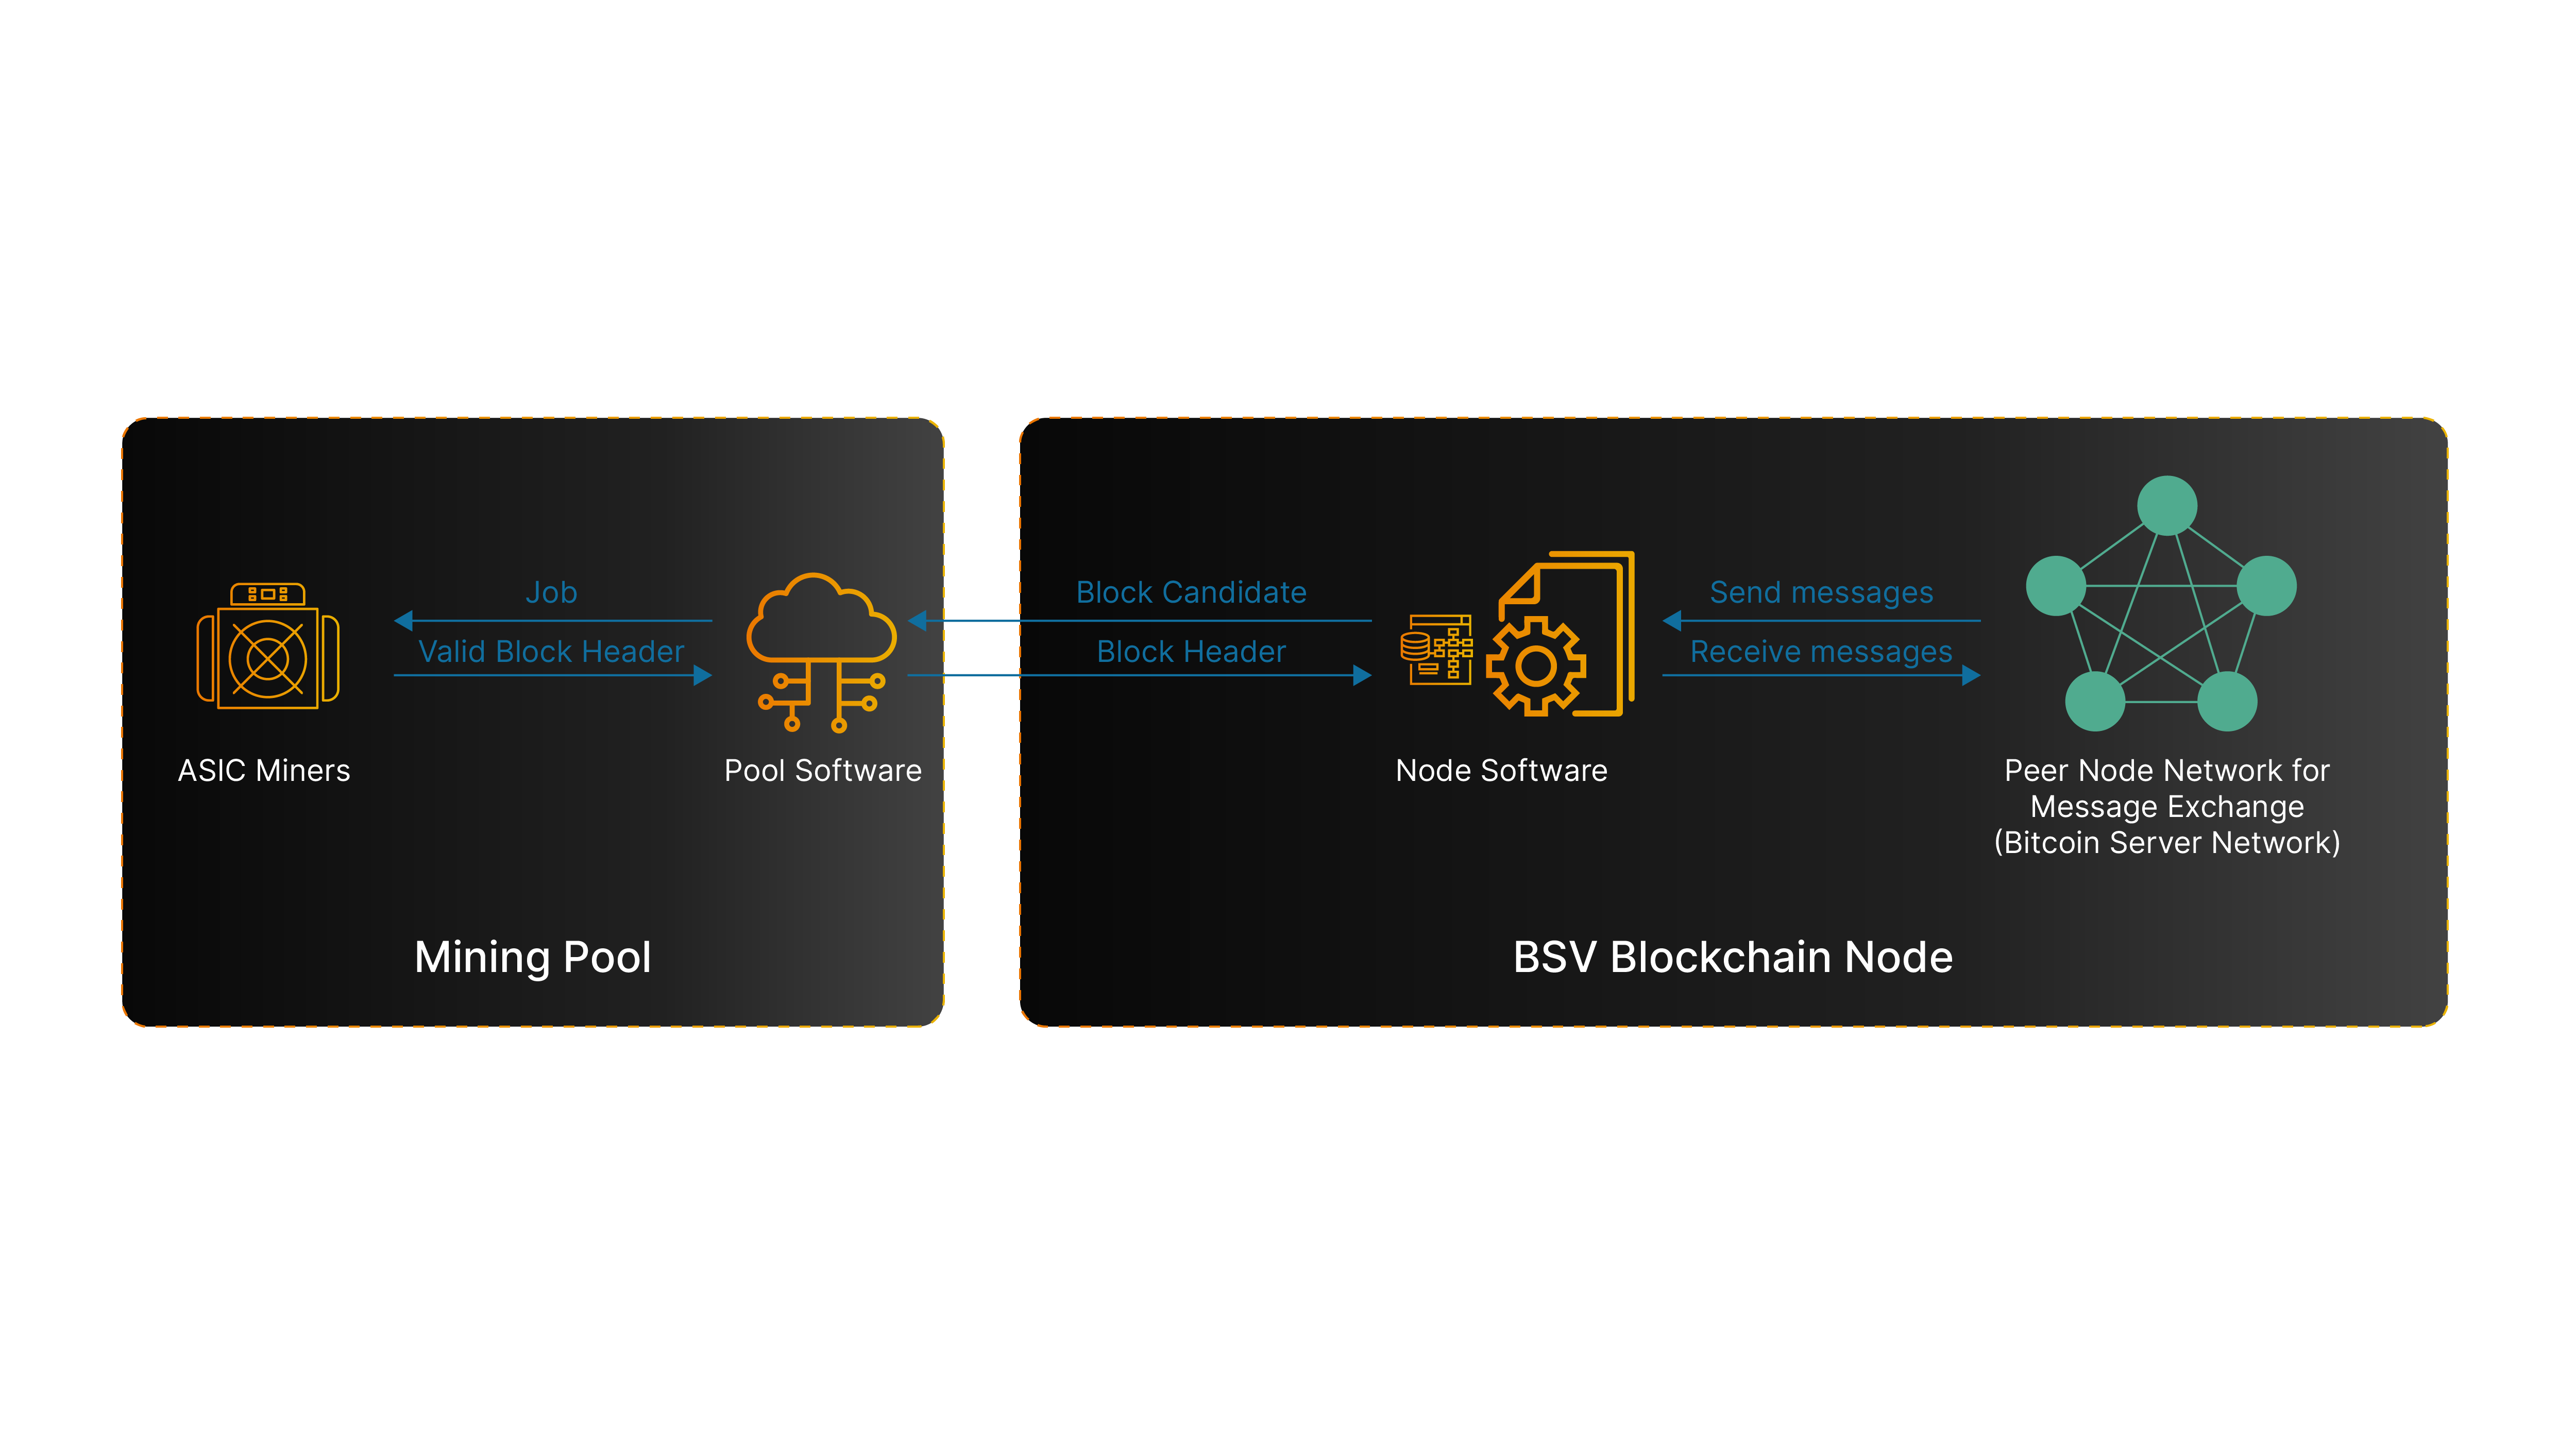 Job
Valid Block Header
ASIC Miners
Pool Software
Mining Pool
Block Candidate
Block Header
Send messages
Receive messages
Node Software
Peer Node Network for
Message Exchange
(Bitcoin Server Network)
BSV Blockchain Node